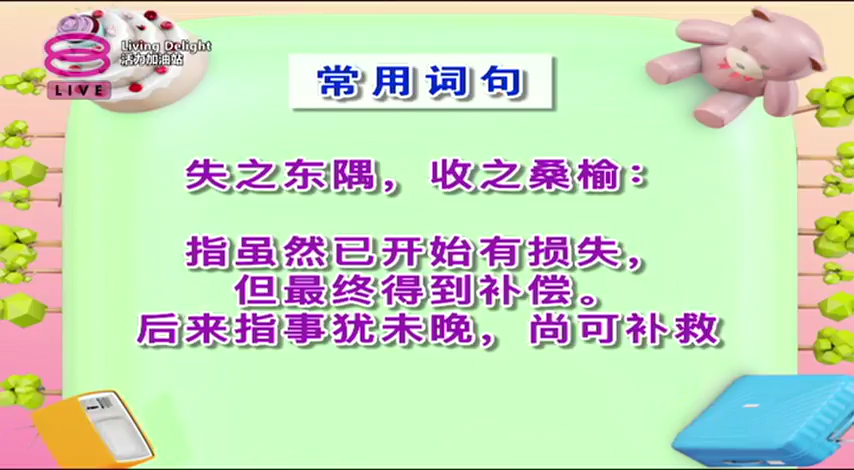 Living Delight
活力加油站
LIVE
常用词句
失之东隅，收之桑榆：
指虽然已开始有损失，
但最终得到补偿。
后来指事犹未晚，尚可补救